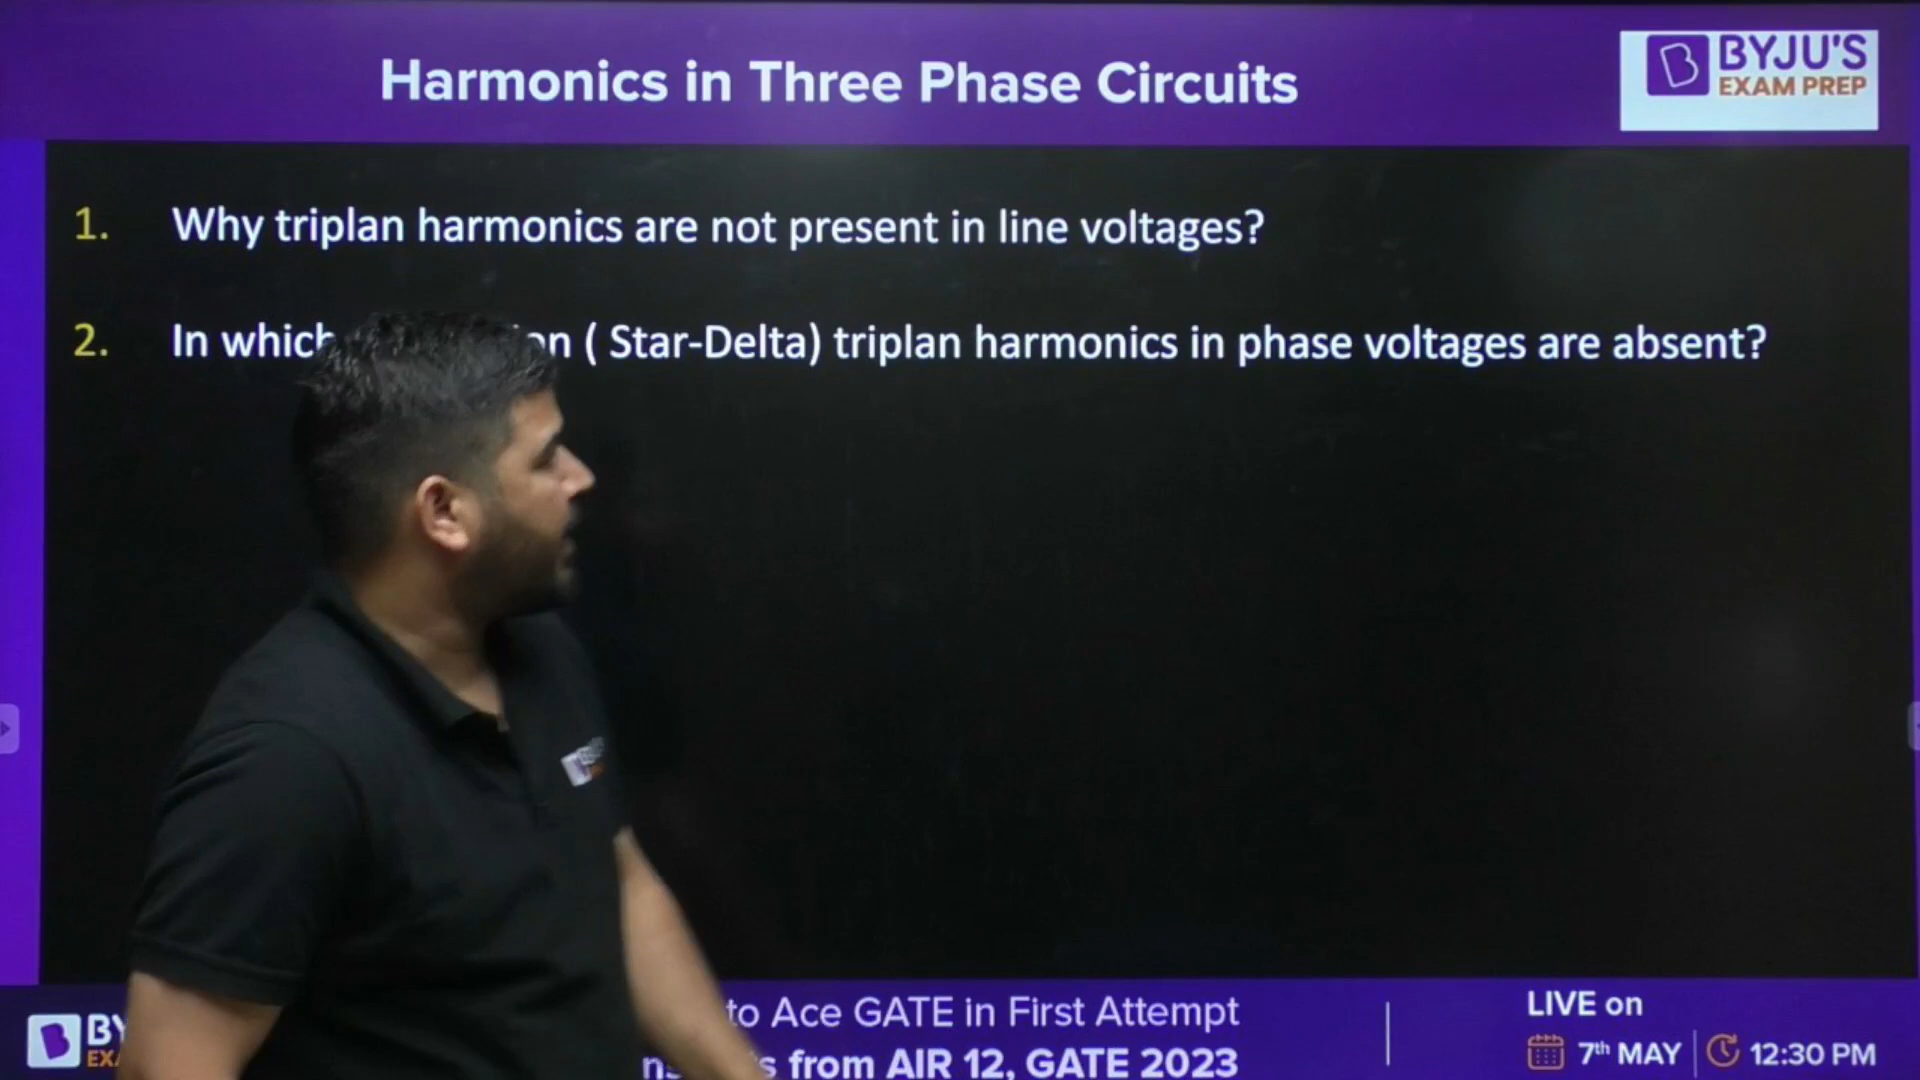 Harmonics in Three Phase Circuits
BYJU'S
EXAM PREP
1. Why triplan harmonics are not present in line voltages?
2. In which ( Star-Delta) triplan harmonics in phase voltages are absent?
to Ace GATE in First Attempt
from AIR 12, GATE 2023
LIVE on
7th MAY
12:30 PM